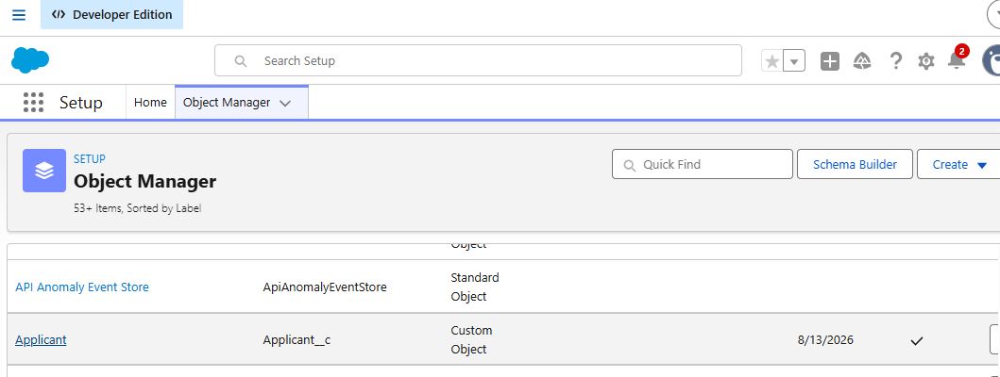 Developer Edition
Search Setup
2
Setup
Home
Object Manager
SETUP
Object Manager
53+ Items, Sorted by Label
Quick Find
Schema Builder
Create
Object
API Anomaly Event Store
ApiAnomalyEventStore
Standard
Object
Applicant
Applicant__c
Custom
Object
8/13/2026